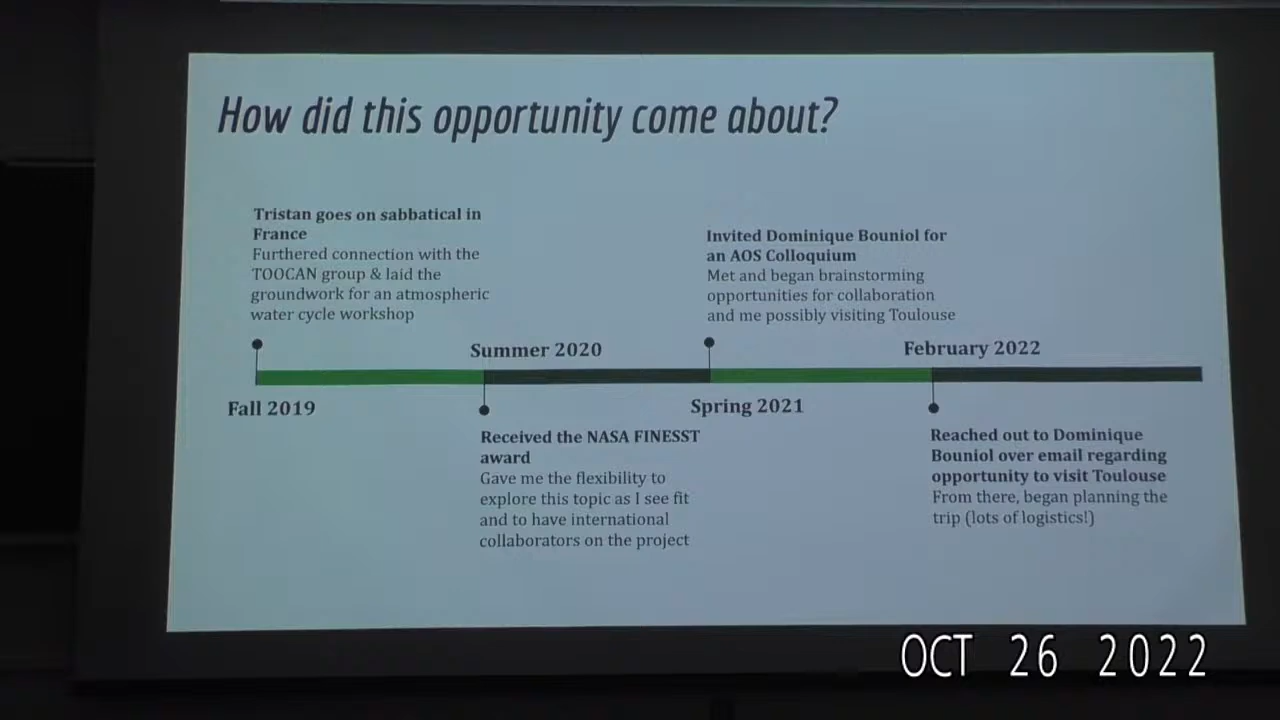 How did this opportunity come about?
Tristan goes on sabbatical in
France
Furthered connection with the
TOOCAN group & laid the
groundwork for an atmospheric
water cycle workshop
Invited Dominique Bouniol for
an AOS Colloquium
Met and began brainstorming
opportunities for collaboration
and me possibly visiting Toulouse
Summer 2020
February 2022
Fall 2019
Spring 2021
Received the NASA FINESST
award
Gave me the flexibility to
explore this topic as I see fit
and to have international
collaborators on the project
Reached out to Dominique
Bouniol over email regarding
opportunity to visit Toulouse
From there, began planning the
trip (lots of logistics!)
OCT 26 2022